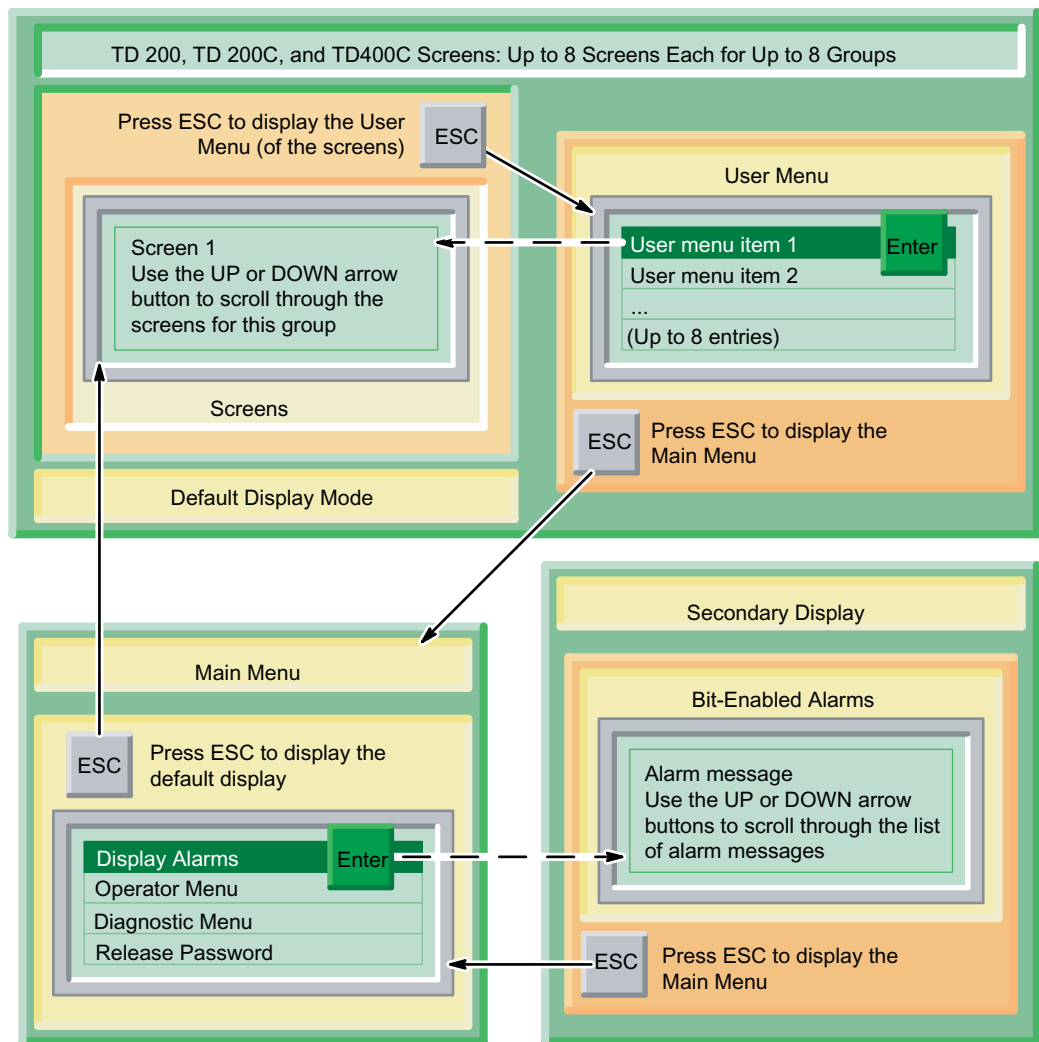 TD 200, TD 200C, and TD400C Screens: Up to 8 Screens Each for Up to 8 Groups
Press ESC to display the User
Menu (of the screens)
ESC
Screen 1
Use the UP or DOWN arrow
button to scroll through the
screens for this group
Screens
Default Display Mode
User Menu
User menu item 1
Enter
User menu item 2
...
(Up to 8 entries)
ESC
Press ESC to display the
Main Menu
Main Menu
ESC
Press ESC to display the
default display
Display Alarms
Enter
Operator Menu
Diagnostic Menu
Release Password
Secondary Display
Bit-Enabled Alarms
Alarm message
Use the UP or DOWN arrow
buttons to scroll through the list
of alarm messages
ESC
Press ESC to display the
Main Menu